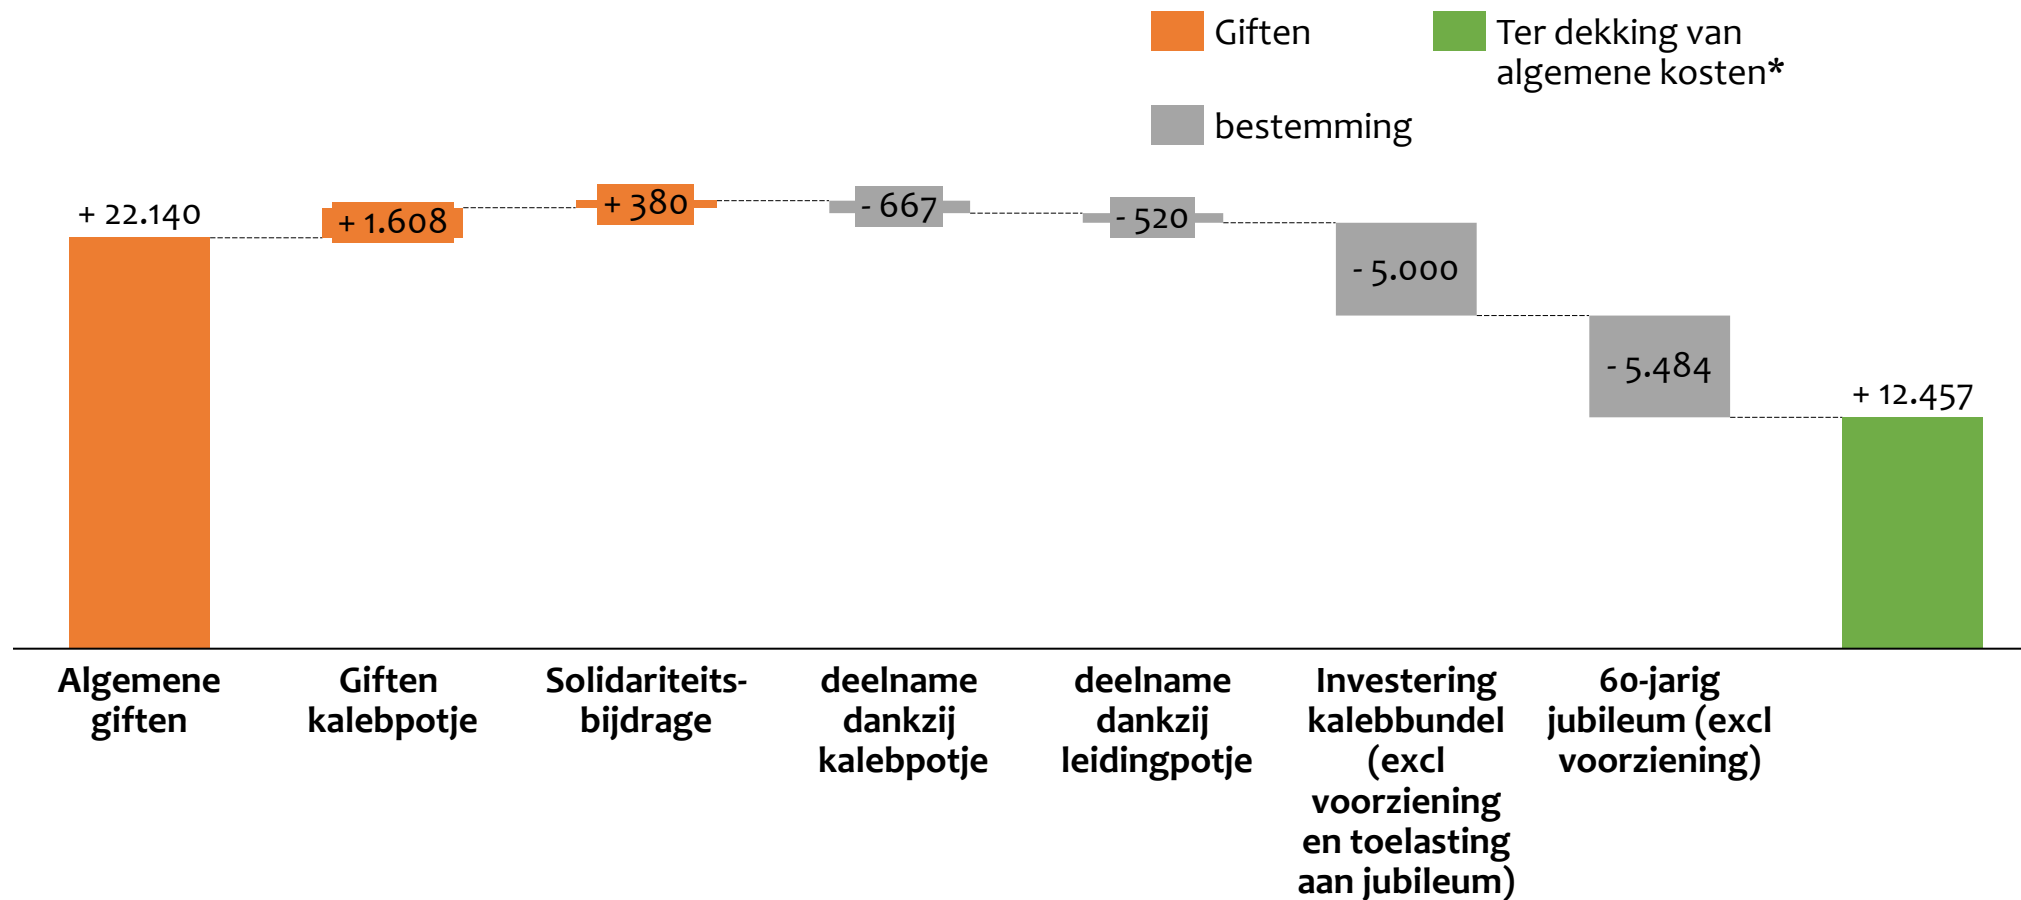 Giften
Ter dekking van
algemene kosten*
bestemming
+ 22.140
+ 1.608
+ 380
- 667
- 520
- 5.000
- 5.484
+ 12.457
Algemene
giften
Giften
kalebpotje
Solidariteits-
bijdrage
deelname
dankzij
kalebpotje
deelname
dankzij
leidingpotje
Investering
kalebbundel
(excl
voorziening
en toelasting
aan jubileum)
60-jarig
jubileum (excl
voorziening)